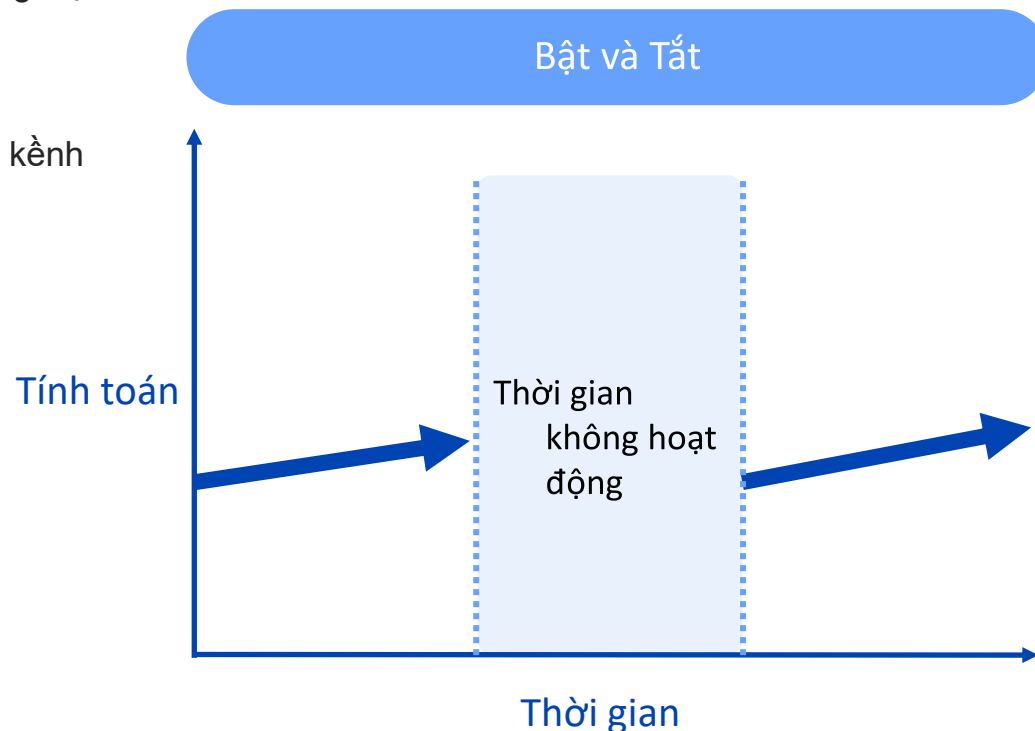 Bật và Tắt
kềnh
Tính toán
Thời gian
không hoạt
động
Thời gian